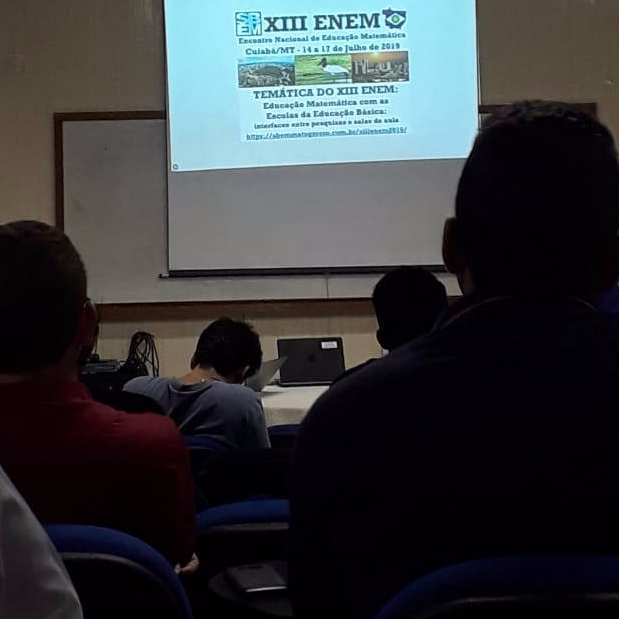 SB
EM
XIII ENEM
Encontro Nacional de Educação Matemática
Cuiabá/MT - 14 a 17 de Julho de 2019
TEMÁTICA DO XIII ENEM:
Educação Matemática com as
Escolas da Educação Básica:
interfaces entre pesquisas e salas de aula
https://sbemmatogrosso.com.br/xiiienem2019/